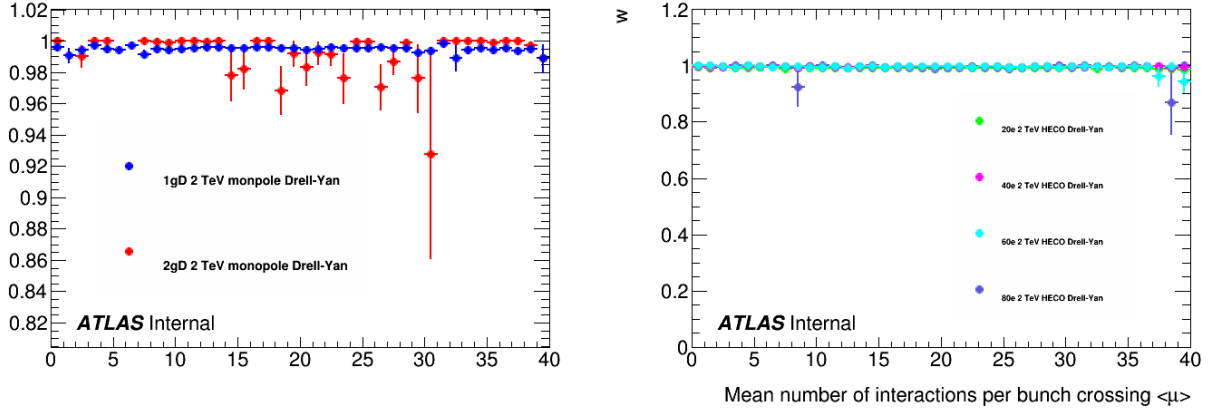 1.02
1
0.98
0.96
0.94
0.92
0.9
0.88
0.86
0.84
0.82
1gD 2 TeV monpole Drell-Yan
2gD 2 TeV monopole Drell-Yan
ATLAS Internal
0 5 10 15 20 25 30 35 40
w
1.2
1
0.8
0.6
0.4
0.2
0
20e 2 TeV HECO Drell-Yan
40e 2 TeV HECO Drell-Yan
60e 2 TeV HECO Drell-Yan
80e 2 TeV HECO Drell-Yan
ATLAS Internal
0 5 10 15 20 25 30 35 40
Mean number of interactions per bunch crossing <μ>